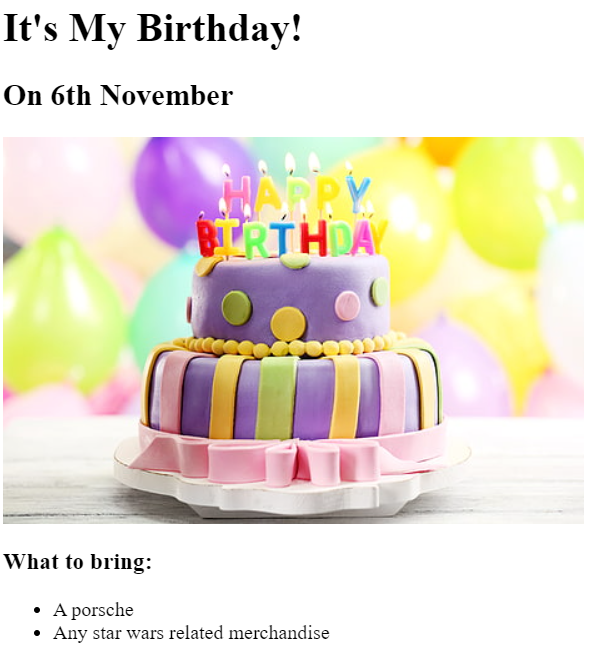 It's My Birthday!
On 6th November
HAPPY
BIRTHDAY
What to bring:
A porsche
Any star wars related merchandise